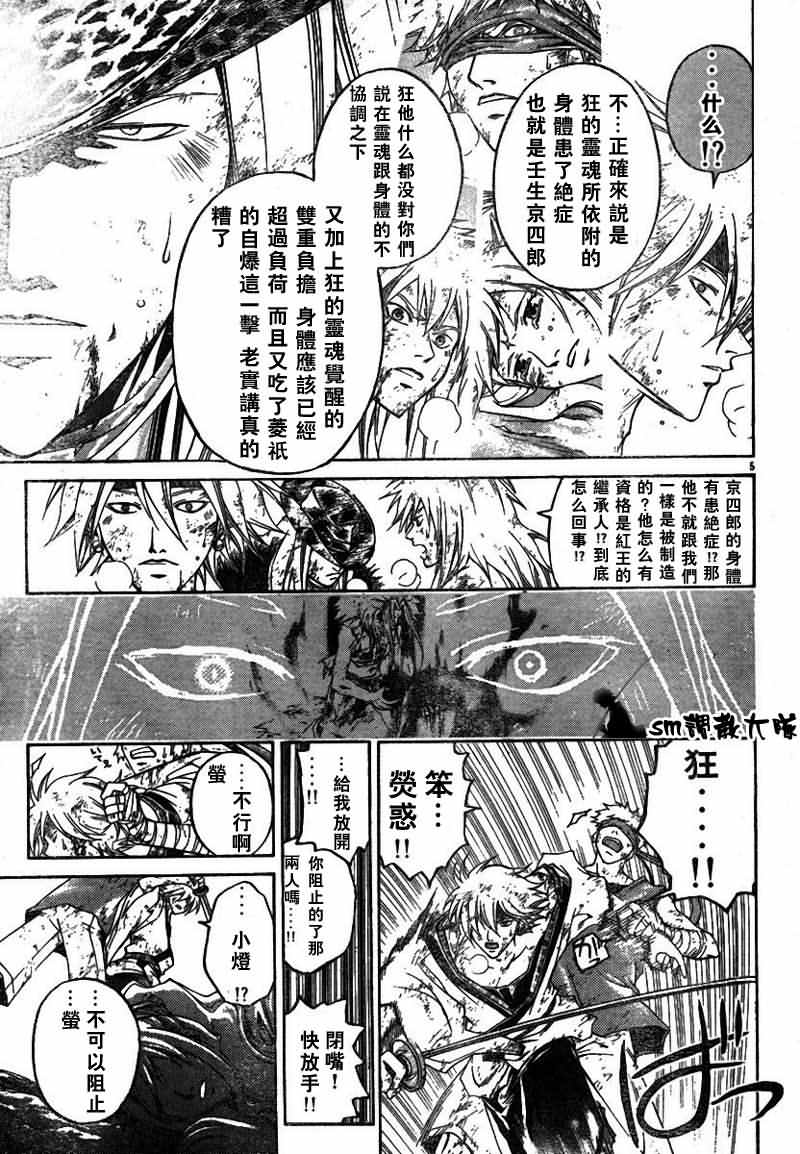 ‥‥什么!?
不…正確來說是
狂的靈魂所依附的
身體患了絶症
也就是壬生京四郎
狂他什么都没對你們
説在靈魂跟身體的不
協調之下
又加上狂的靈魂覺醒的
雙重負擔 身體應該已經
超過負荷 而且又吃了菱祇
的自爆這一擊 老實講真的
糟了
5
京四郎的身體
有患絶症!?那
他不就跟我們
一樣是被制造
的?他怎么有
資格是紅王的
繼承人!?到底
怎么回事!?
sm謂載大隊
狂‥‥!!
笨…
熒惑!!
ばっ
…給我放開
‥‥!!
你阻止的了那
兩人嗎‥‥!!
閉嘴！
快放手!!
…不行啊
螢
…小燈!?
…不可以阻止
…螢